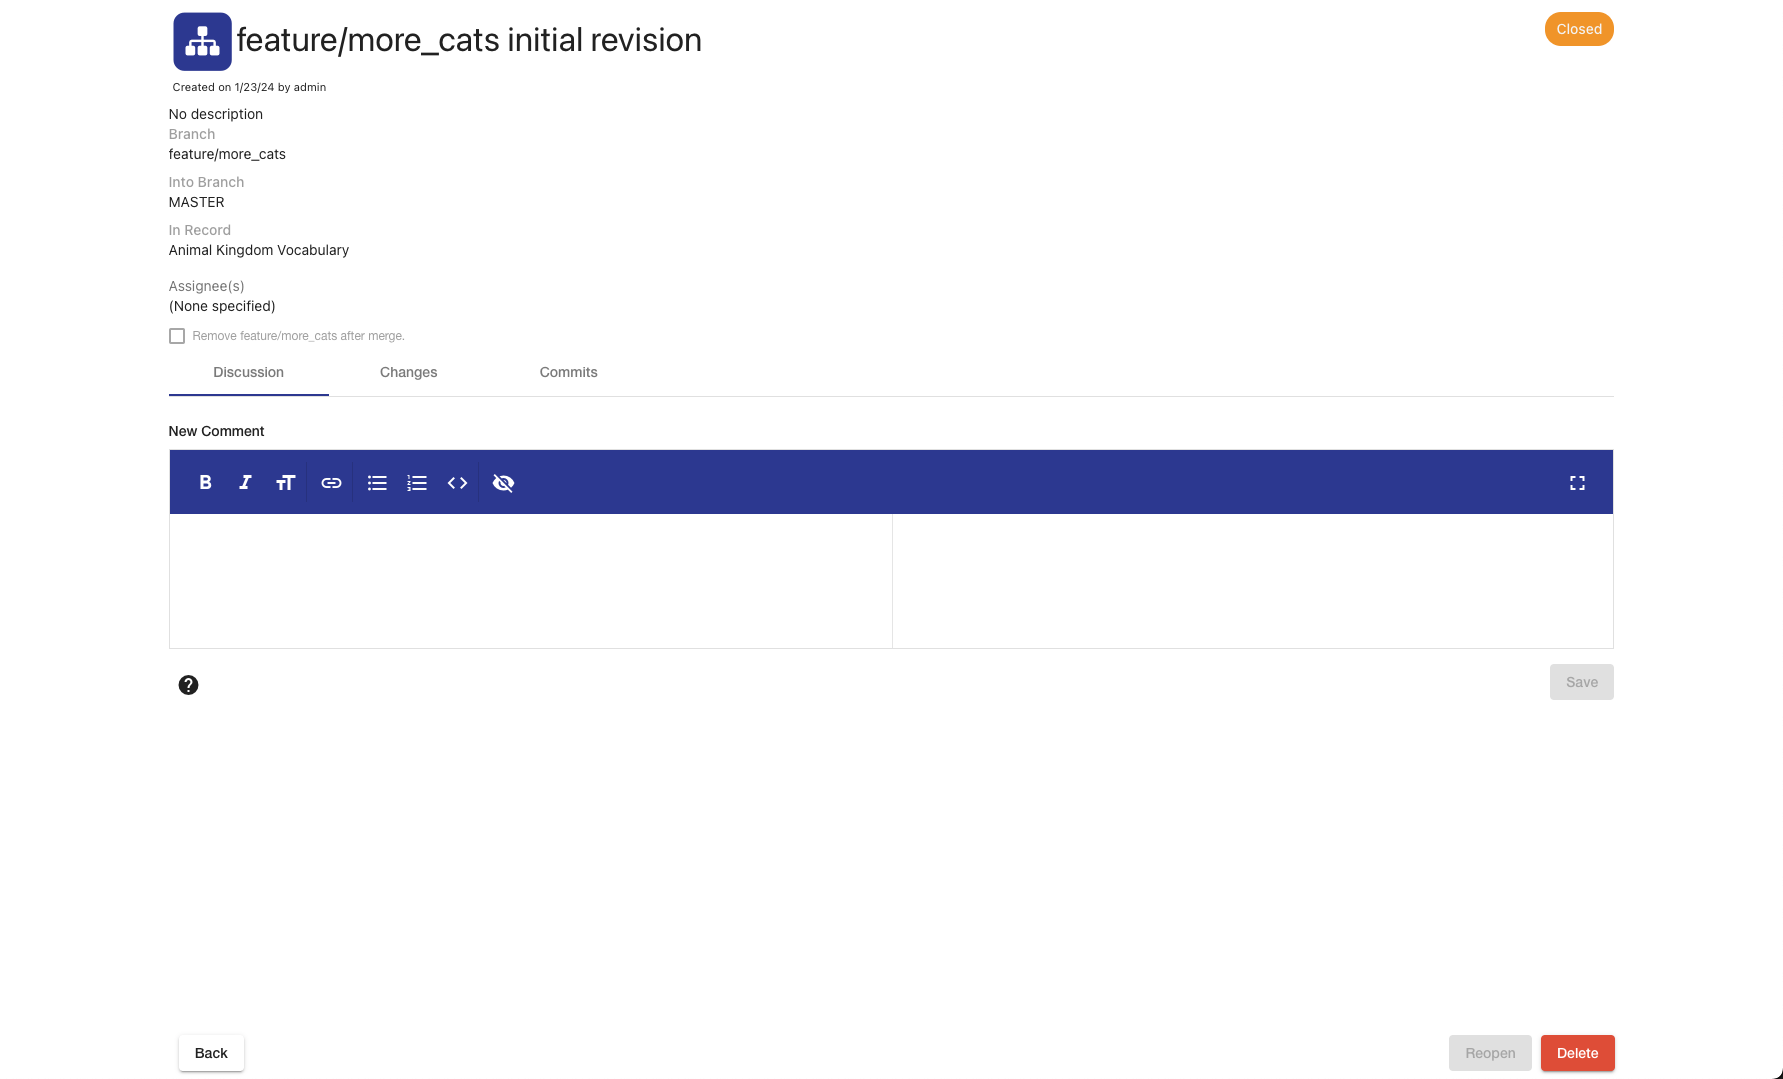 feature/more_cats initial revision
Closed
Created on 1/23/24 by admin
No description
Branch
feature/more_cats
Into Branch
MASTER
In Record
Animal Kingdom Vocabulary
Assignee(s)
(None specified)
Remove feature/more_cats after merge.
Discussion Changes Commits
New Comment
Save
Back Reopen Delete